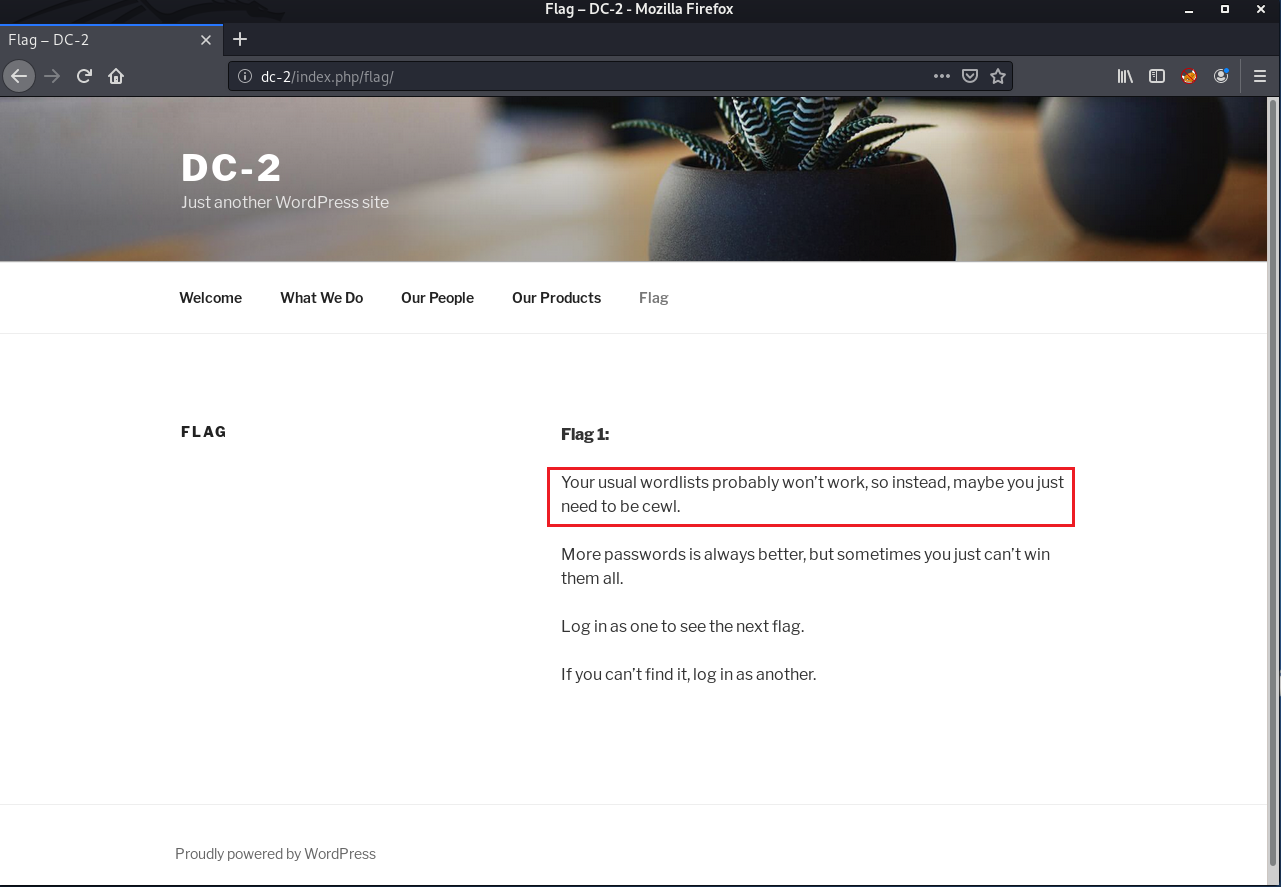 Flag – DC-2 - Mozilla Firefox
Flag – DC-2
dc-2/index.php/flag/
DC-2
Just another WordPress site
Welcome
What We Do
Our People
Our Products
Flag
FLAG
Flag 1:
Your usual wordlists probably won’t work, so instead, maybe you just
need to be cewl.
More passwords is always better, but sometimes you just can’t win
them all.
Log in as one to see the next flag.
If you can’t find it, log in as another.
Proudly powered by WordPress